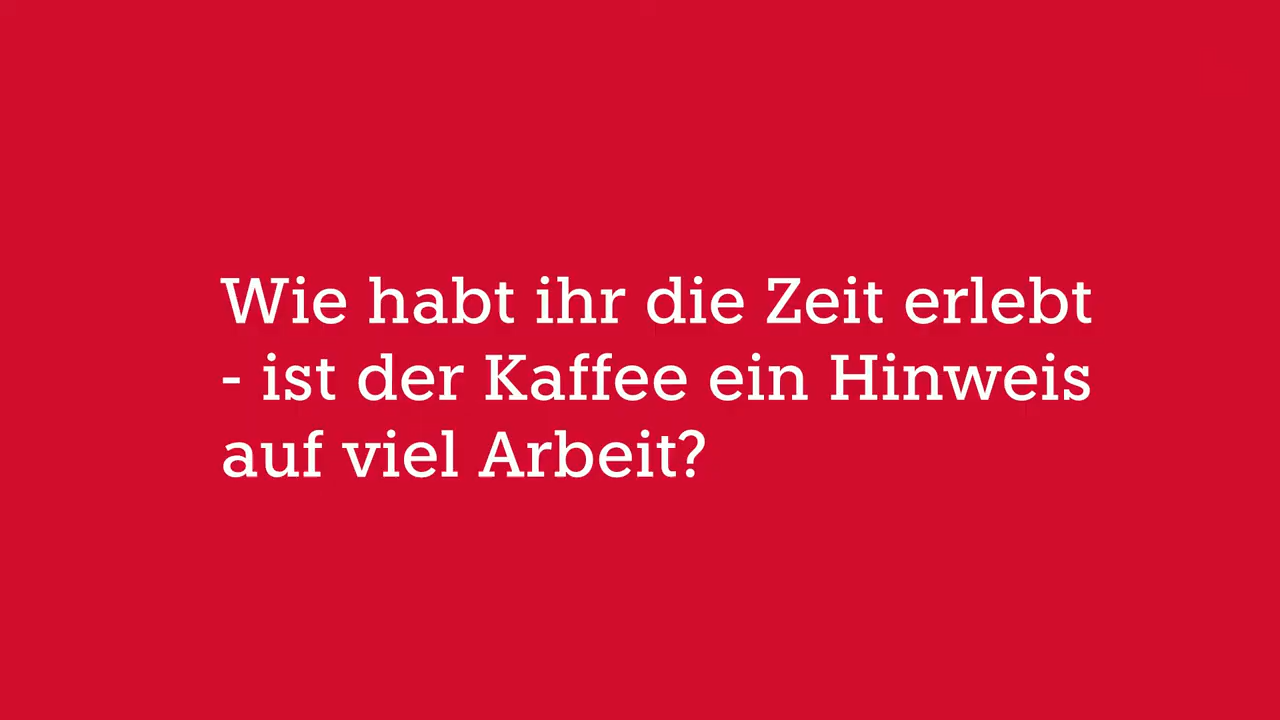 Wie habt ihr die Zeit erlebt
- ist der Kaffee ein Hinweis
auf viel Arbeit?